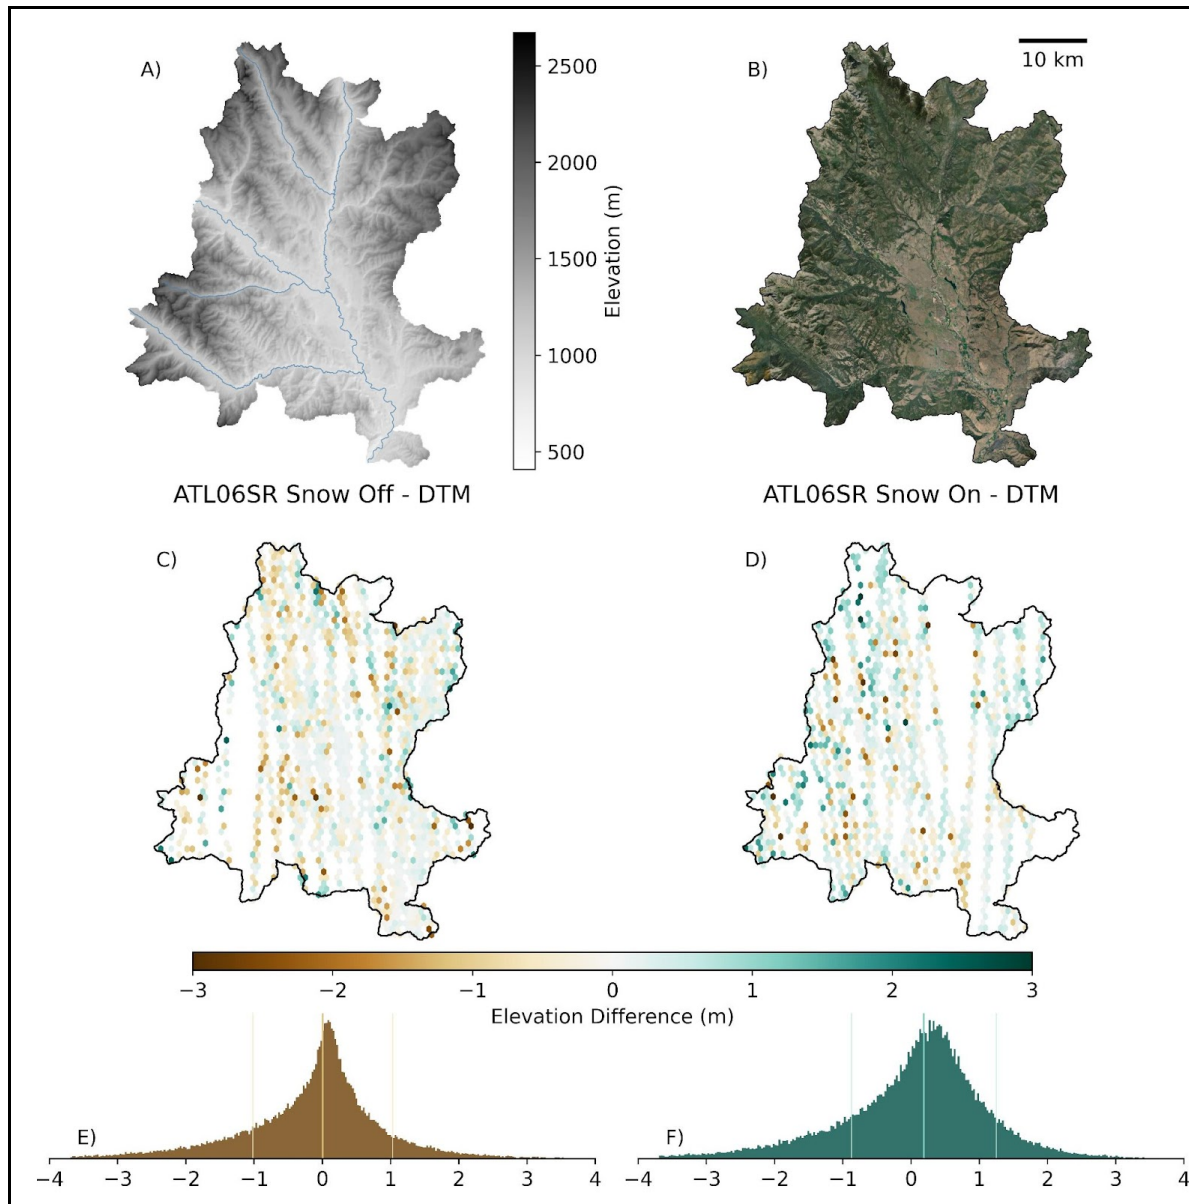 A)
B)
10 km
2500
2000
1500
1000
500
Elevation (m)
ATL06SR Snow Off - DTM
ATL06SR Snow On - DTM
C)
D)
−3 −2 −1 0 1 2 3
Elevation Difference (m)
E)
−4 −3 −2 −1 0 1 2 3 4
F)
−4 −3 −2 −1 0 1 2 3 4